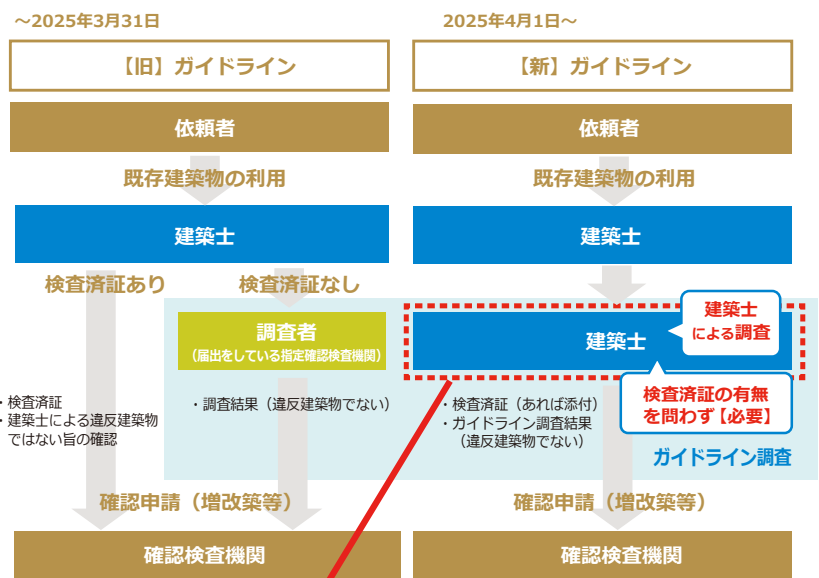 ～2025年3月31日
【旧】ガイドライン
依頼者
既存建築物の利用
建築士
検査済証あり
検査済証なし
調査者
（届出をしている指定確認検査機関）
・検査済証
・建築士による違反建築物
ではない旨の確認
・調査結果（違反建築物でない）
確認申請（増改築等）
確認検査機関
2025年4月1日～
【新】ガイドライン
依頼者
既存建築物の利用
建築士
建築士
建築士
による調査
検査済証の有無
を問わず【必要】
・検査済証（あれば添付）
・ガイドライン調査結果
（違反建築物でない）
ガイドライン調査
確認申請（増改築等）
確認検査機関